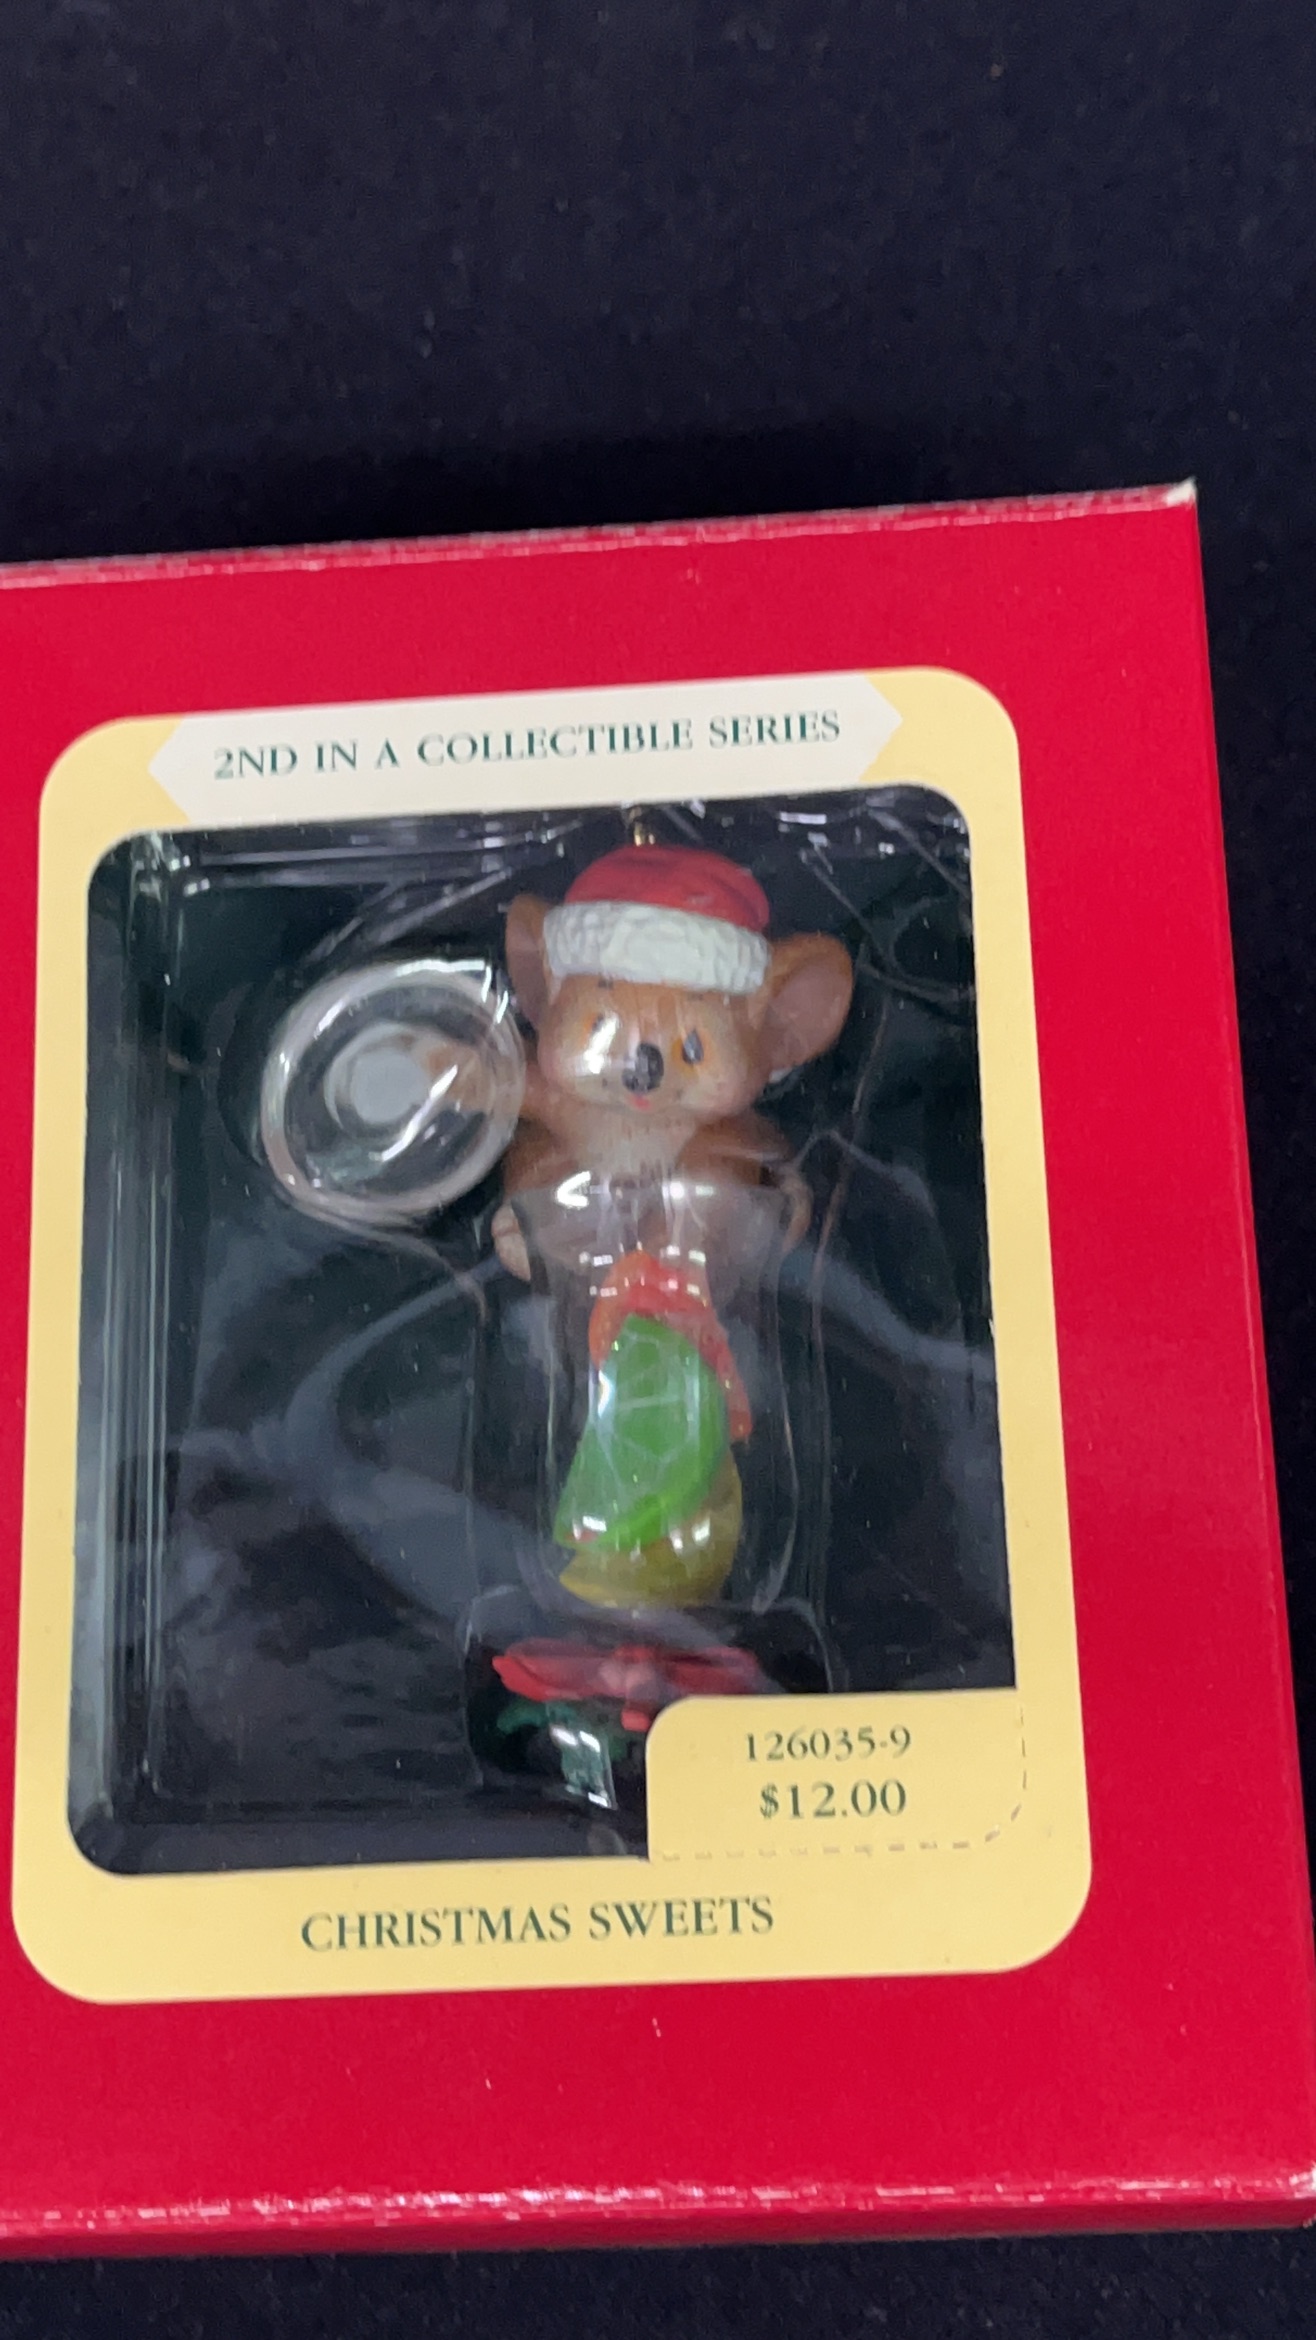 2ND IN A COLLECTIBLE SERIES
126035-9
$12.00
CHRISTMAS SWEETS